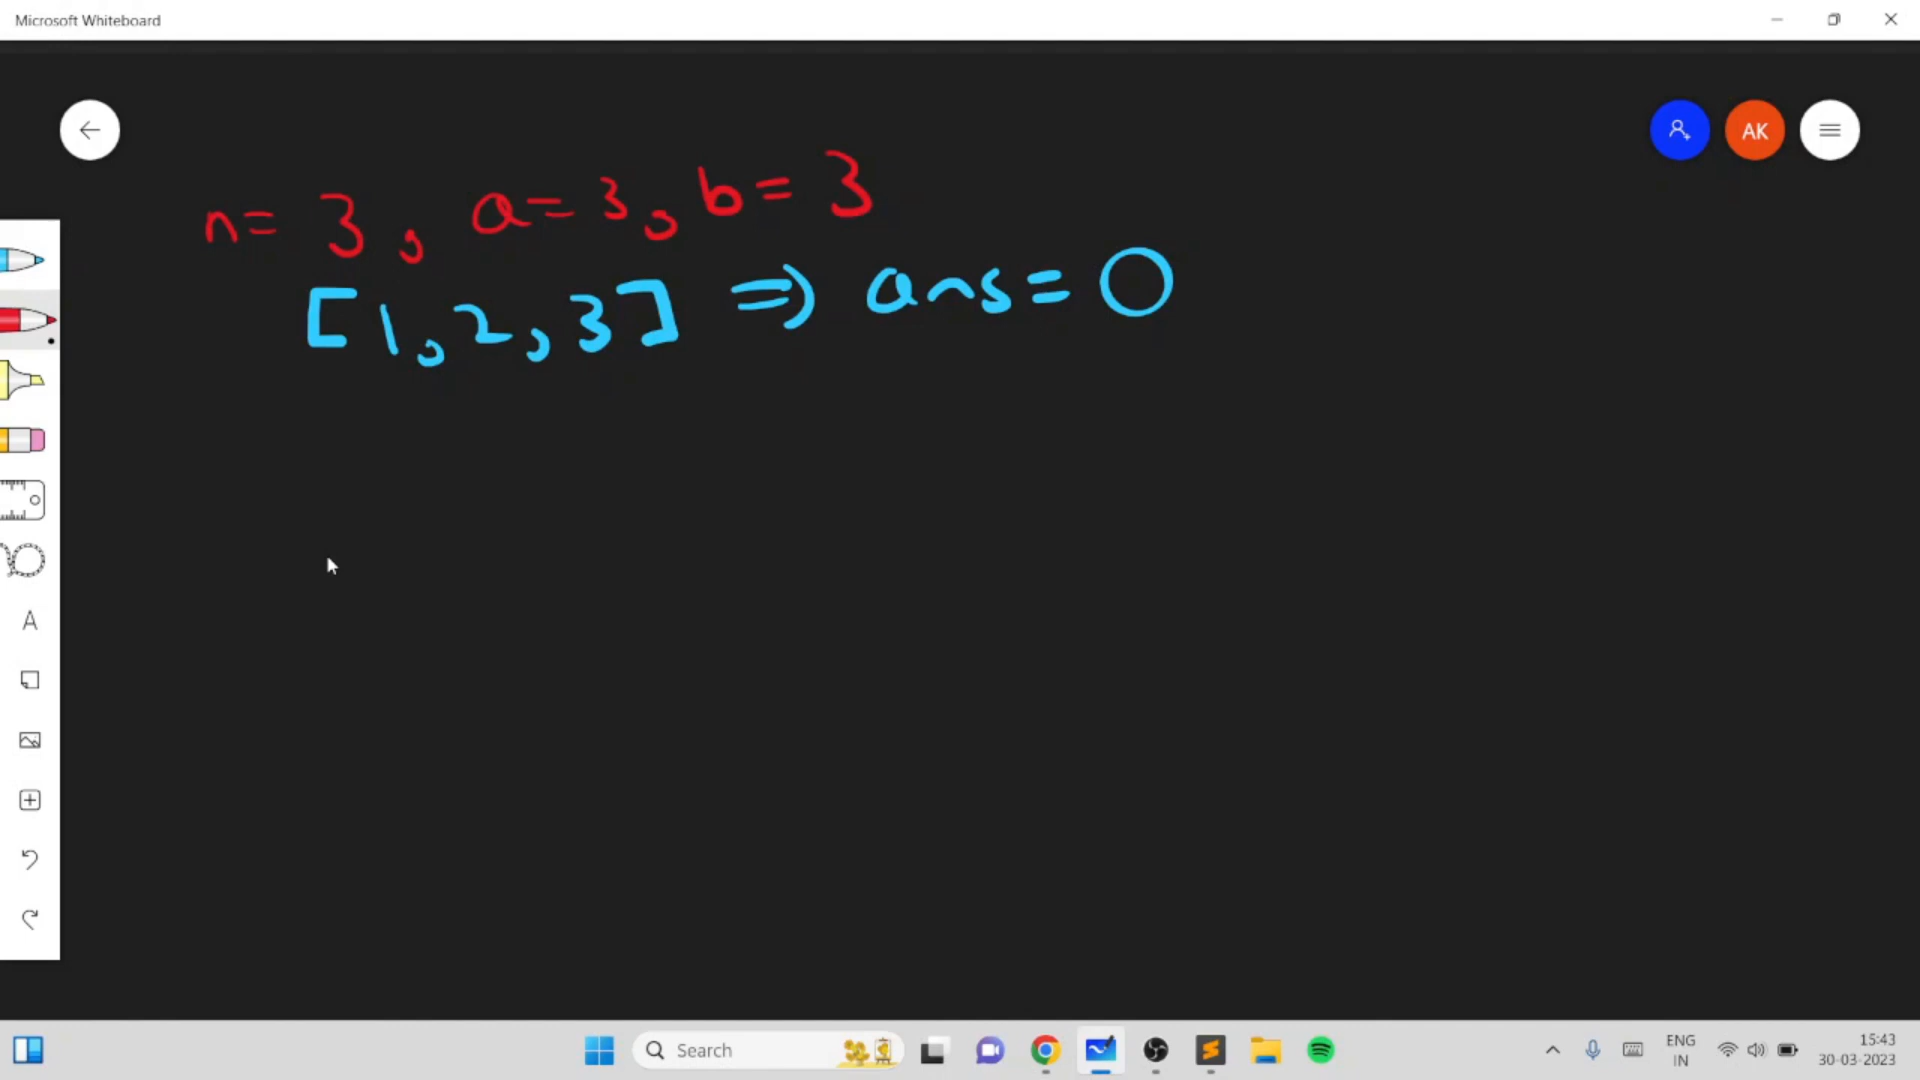 Microsoft Whiteboard
AK
n= 3, a= 3, b= 3
[1, 2, 3] => ans= 0
A
Search
ENG
IN
15:43
30-03-2023